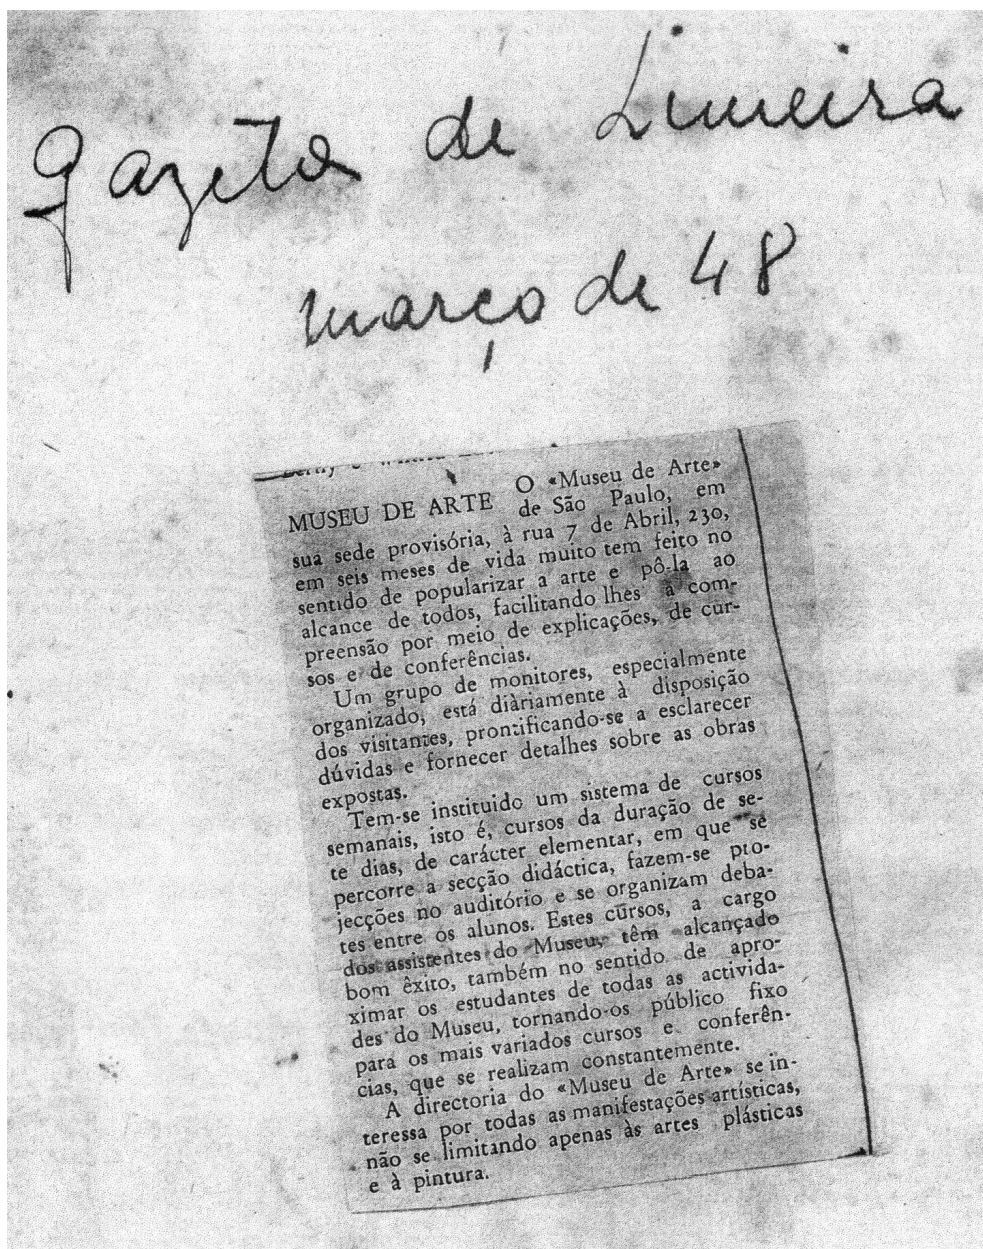 Gazeta de Limeira
março de 48
MUSEU DE ARTE O «Museu de Arte»
de São Paulo, em
sua sede provisória, à rua 7 de Abril, 230,
em seis meses de vida muito tem feito no
sentido de popularizar a arte e pô-la ao
alcance de todos, facilitando lhes a com-
preensão por meio de explicações, de cur-
sos e de conferências.
Um grupo de monitores, especialmente
organizado, está diàriamente à disposição
dos visitantes, prontificando-se a esclarecer
dúvidas e fornecer detalhes sobre as obras
expostas.
Tem-se instituido um sistema de cursos
semanais, isto é, cursos da duração de se-
te dias, de carácter elementar, em que se
percorre a secção didáctica, fazem-se pro-
jecções no auditório e se organizam deba-
tes entre os alunos. Estes cursos, a cargo
dos assistentes do Museu, têm alcançado
bom êxito, também no sentido de apro-
ximar os estudantes de todas as activida-
des do Museu, tornando-os público fixo
para os mais variados cursos e conferên-
cias, que se realizam constantemente.
A directoria do «Museu de Arte» se in-
teressa por todas as manifestações artísticas,
não se limitando apenas às artes plásticas
e à pintura.